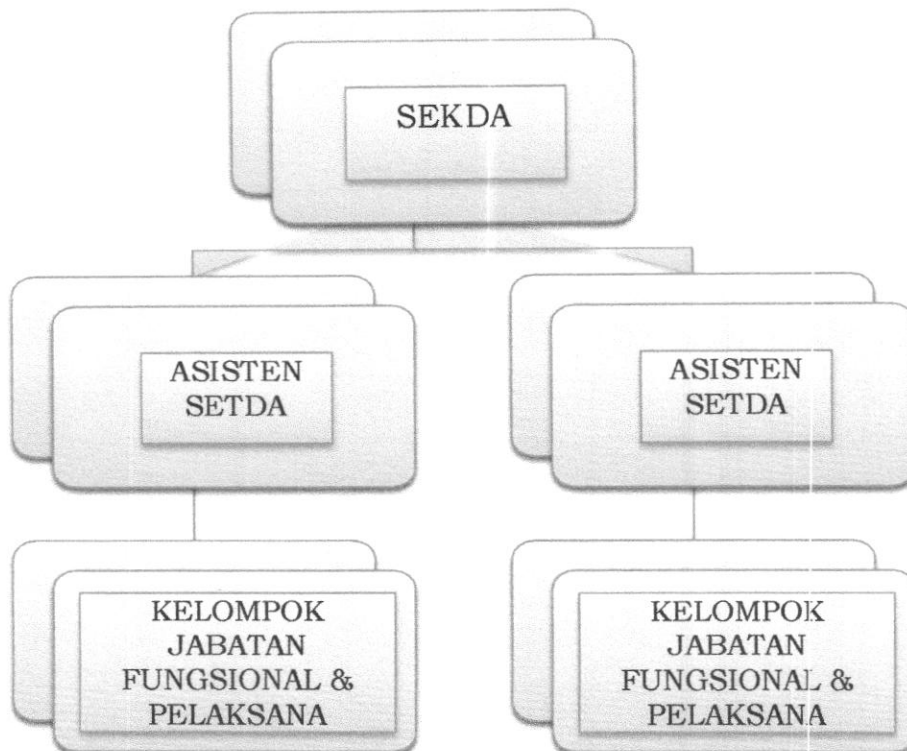 SEKDA
ASISTEN
SETDA
ASISTEN
SETDA
KELOMPOK
JABATAN
FUNGSIONAL &
PELAKSANA
KELOMPOK
JABATAN
FUNGSIONAL &
PELAKSANA